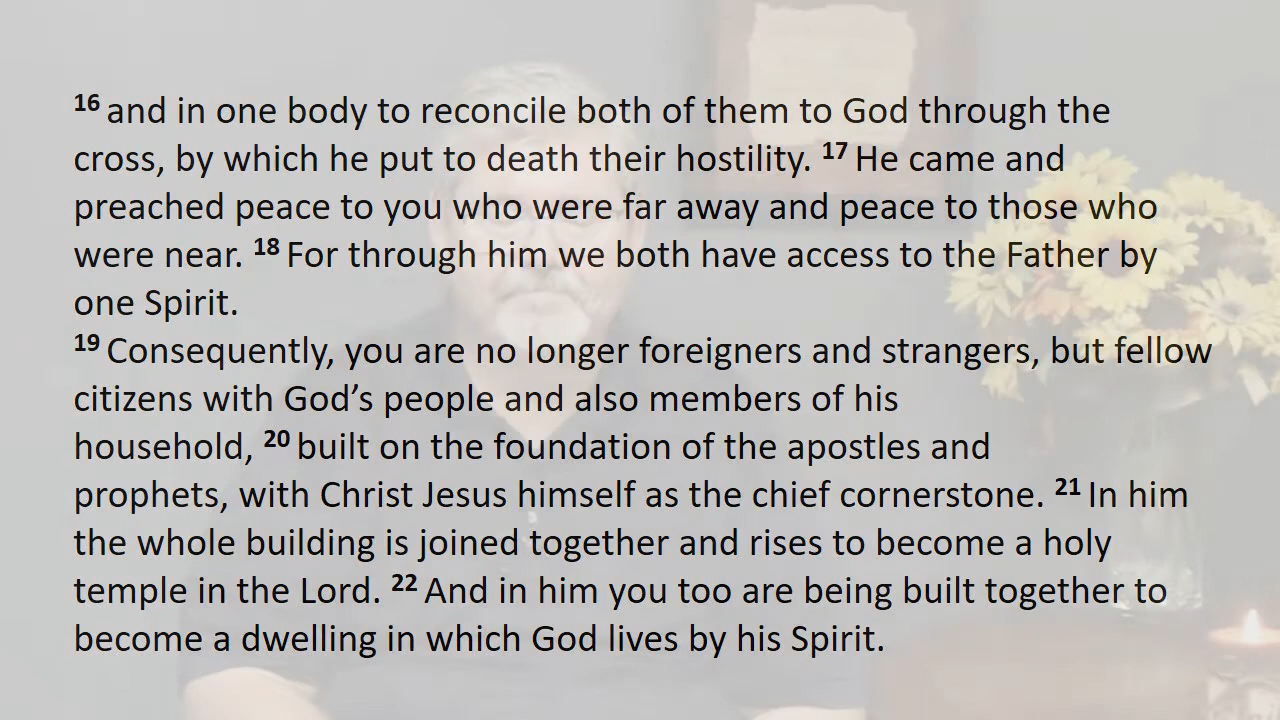 16 and in one body to reconcile both of them to God through the
cross, by which he put to death their hostility. 17 He came and
preached peace to you who were far away and peace to those who
were near. 18 For through him we both have access to the Father by
one Spirit.
19 Consequently, you are no longer foreigners and strangers, but fellow
citizens with God’s people and also members of his
household, 20 built on the foundation of the apostles and
prophets, with Christ Jesus himself as the chief cornerstone. 21 In him
the whole building is joined together and rises to become a holy
temple in the Lord. 22 And in him you too are being built together to
become a dwelling in which God lives by his Spirit.